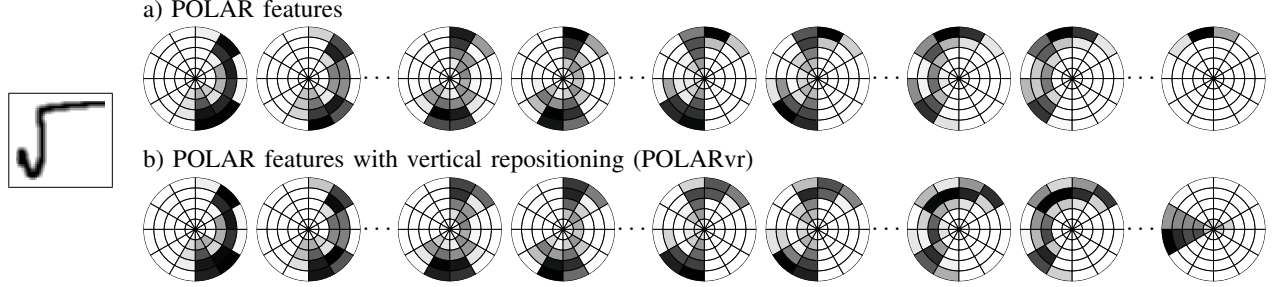 a) POLAR features
. . .
. . .
. . .
. . .
b) POLAR features with vertical repositioning (POLARvr)
. . .
. . .
. . .
. . .